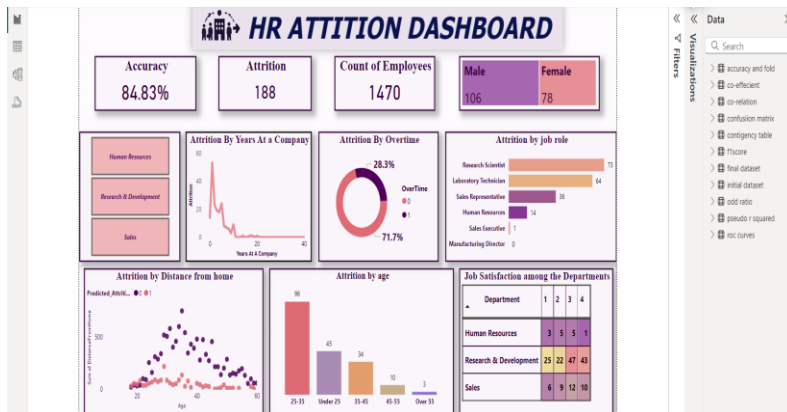 HR ATTITION DASHBOARD
Accuracy
84.83%
Attrition
188
Count of Employees
1470
Male
106
Female
78
Human Resources
Research & Development
Sales
Attrition By Years At a Company
Attrition
60
40
20
0
0
20
40
Years At A Company
Attrition By Overtime
28.3%
71.7%
OverTime
0
1
Attrition by job role
Research Scientist 73
Laboratory Technician 64
Sales Representative 36
Human Resources 14
Sales Executive 1
Manufacturing Director 0
Attrition by Distance from home
Predicted_Attriti... 0 1
500
0
20
40
60
Age
Attrition by age
96
45
34
10
3
25-35
Under 25
35-45
45-55
Over 55
Job Satisfaction among the Departments
Department 1 2 3 4
Human Resources 3 5 5 1
Research & Development 25 22 47 43
Sales 6 9 12 10
Filters
Visualizations
Data
Search
accuracy and fold
co-effecient
co-relation
confusion matrix
contigency table
f1score
final dataset
initial dataset
odd ratio
pseudo r squared
roc curves